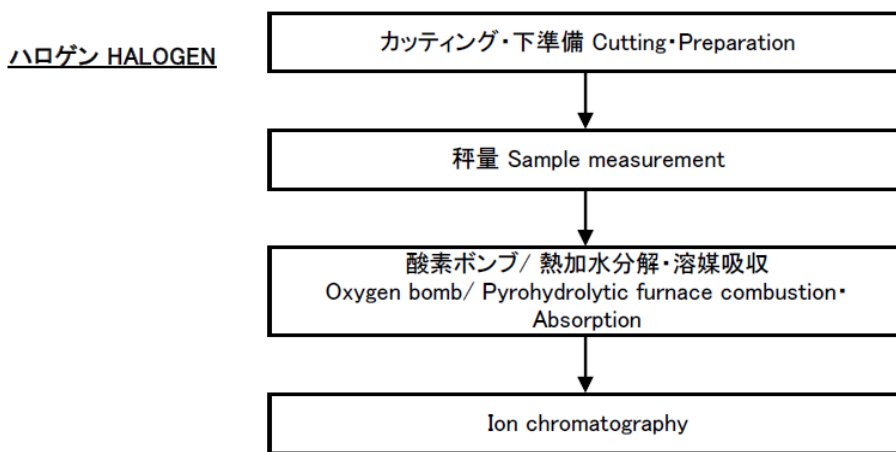 ハロゲン HALOGEN
カッティング・下準備 Cutting・Preparation
秤量 Sample measurement
酸素ボンブ/ 熱加水分解・溶媒吸収
Oxygen bomb/ Pyrohydrolytic furnace combustion・
Absorption
Ion chromatography